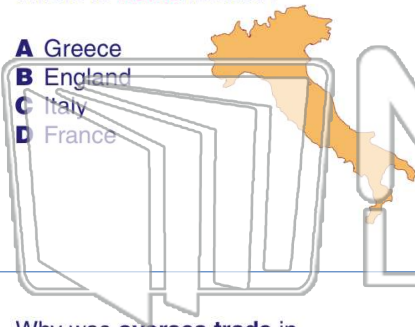 A Greece
B England
C Italy
D France
Why was overseas trade in